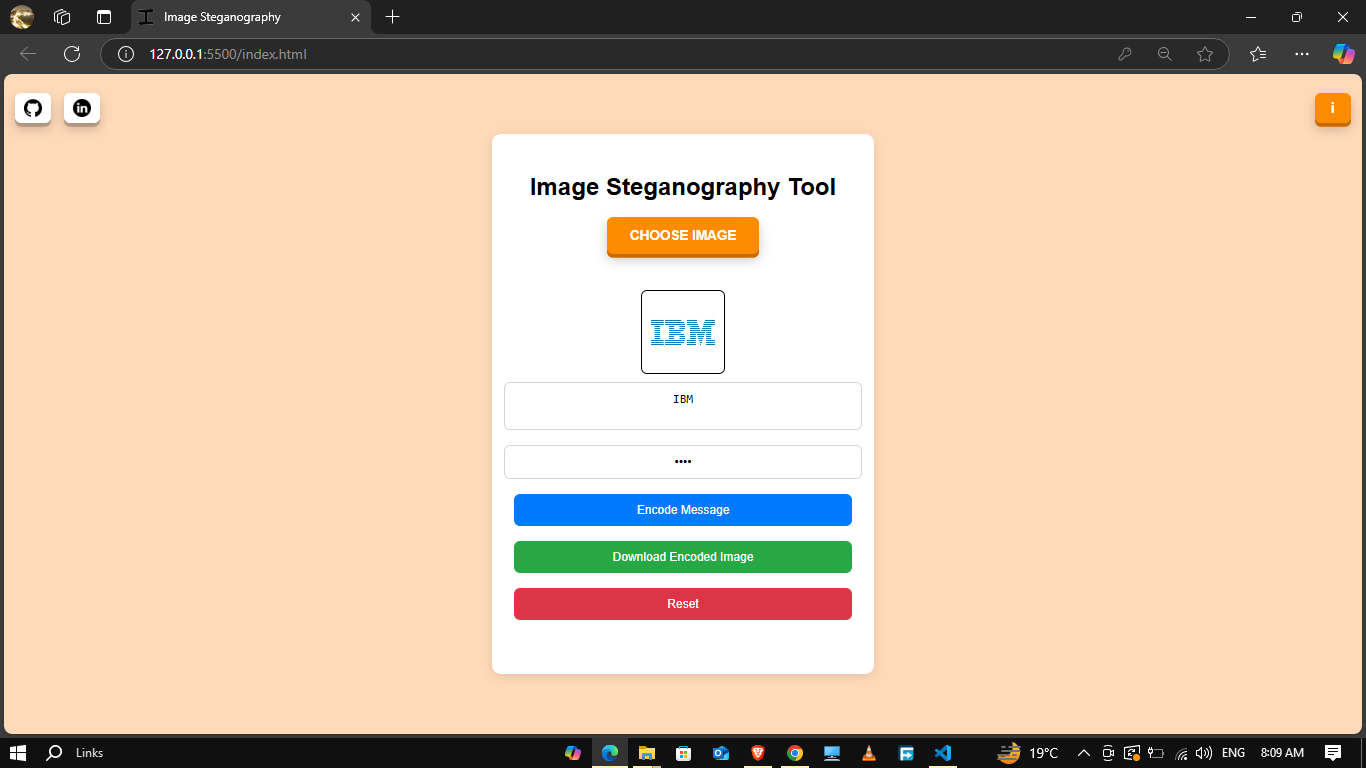 Image Steganography
127.0.0.1:5500/index.html
in
i
Image Steganography Tool
CHOOSE IMAGE
IBM
IBM
••••
Encode Message
Download Encoded Image
Reset
Links
19°C
ENG
8:09 AM